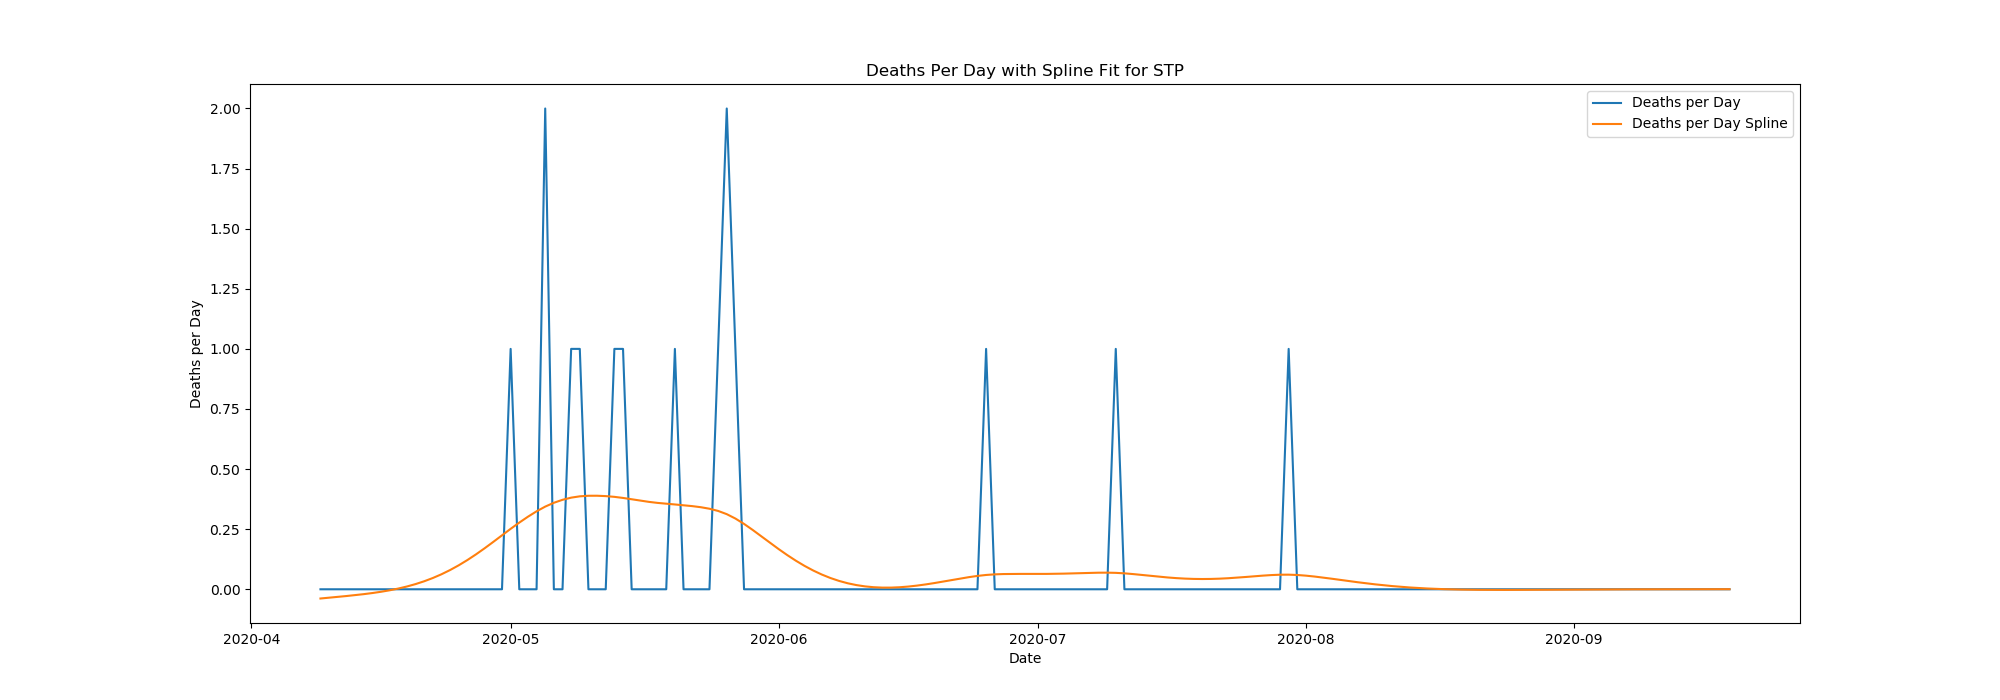 Deaths Per Day with Spline Fit for STP
Deaths per Day
Deaths per Day Spline
2.00
1.75
1.50
1.25
1.00
0.75
0.50
0.25
0.00
Deaths per Day
2020-04 2020-05 2020-06 2020-07 2020-08 2020-09
Date